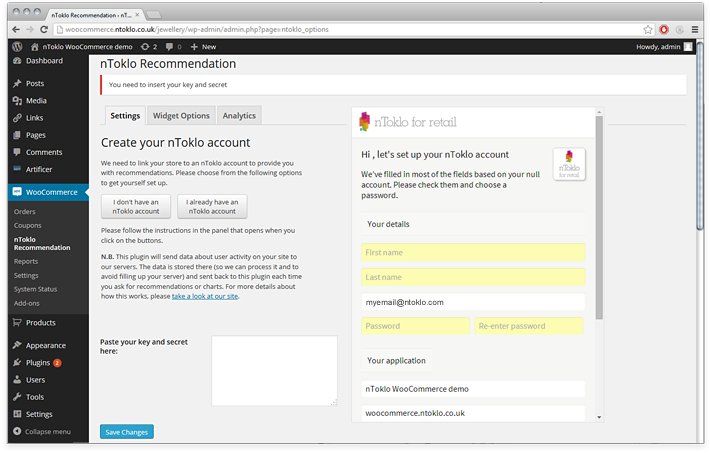 nToklo Recommendation ‹ nT...
woocommerce.ntoklo.co.uk/jewellery/wp-admin/admin.php?page=ntoklo_options
nToklo WooCommerce demo 2 0 + New Howdy, admin
Dashboard
Posts
Media
Links
Pages
Comments
Artificer
WooCommerce
Orders
Coupons
nToklo
Recommendation
Reports
Settings
System Status
Add-ons
Products
Appearance
Plugins 2
Users
Tools
Settings
Collapse menu
nToklo Recommendation
You need to insert your key and secret
Settings Widget Options Analytics
Create your nToklo account
We need to link your store to an nToklo account to provide you
with recommendations. Please choose from the following options
to get yourself set up.
I don't have an
nToklo account
I already have an
nToklo account
Please follow the instructions in the panel that opens when you
click on the buttons.
N.B. This plugin will send data about user activity on your site to
our servers. The data is stored there (so we can process it and to
avoid filling up your server) and sent back to this plugin each time
you ask for recommendations or charts. For more details about
how this works, please take a look at our site.
Paste your key and secret
here:
Save Changes
nToklo for retail
Hi , let's set up your nToklo account
We've filled in most of the fields based on your null
account. Please check them and choose a
password.
nToklo
for retail
Your details
First name
Last name
myemail@ntoklo.com
Password Re-enter password
Your application
nToklo WooCommerce demo
woocommerce.ntoklo.co.uk